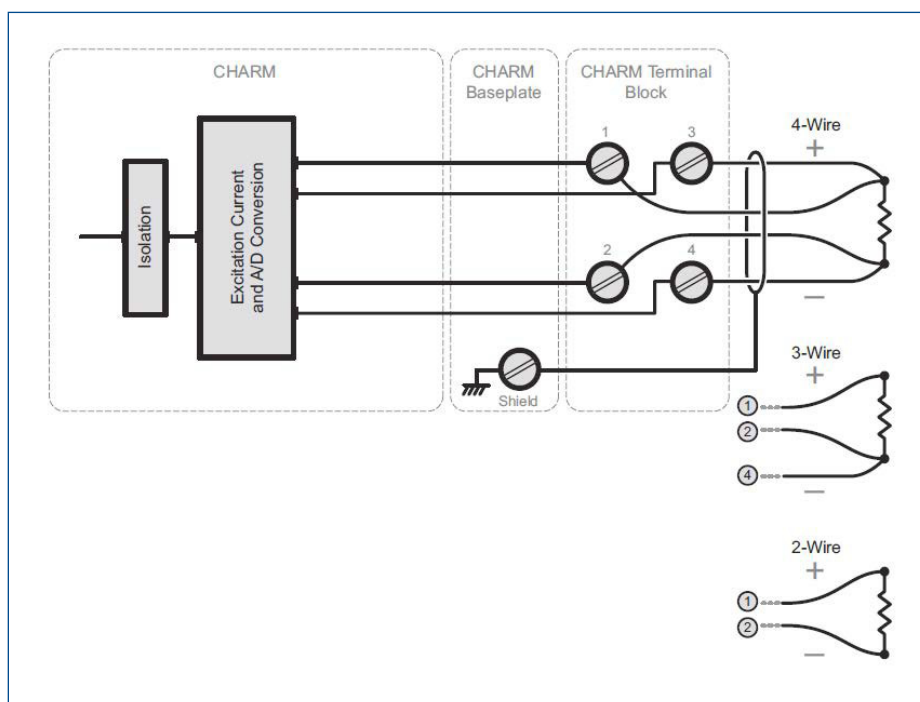 CHARM
CHARM
Baseplate
CHARM Terminal
Block
Isolation
Excitation Current
and A/D Conversion
1
3
2
4
Shield
4-Wire
+
—
3-Wire
+
1
2
4
—
2-Wire
+
1
2
—